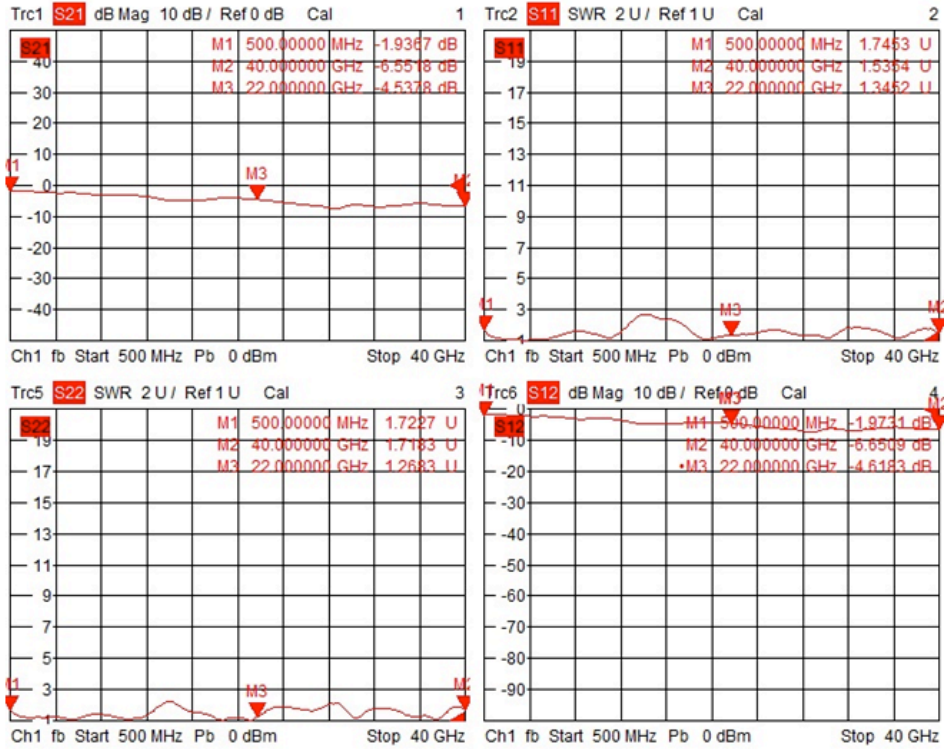 Trc1 S21 dB Mag 10 dB / Ref 0 dB Cal 1
S21
M1 500.00000 MHz -1.9367 dB
M2 40.000000 GHz -6.5518 dB
M3 22.000000 GHz -4.5378 dB
40
30
20
10
0
-10
-20
-30
-40
M1
M3
M2
Ch1 fb Start 500 MHz Pb 0 dBm Stop 40 GHz
Trc2 S11 SWR 2 U / Ref 1 U Cal 2
S11
M1 500.00000 MHz 1.7453 U
M2 40.000000 GHz 1.5354 U
M3 22.000000 GHz 1.3452 U
19
17
15
13
11
9
7
5
3
1
M1
M3
M2
Ch1 fb Start 500 MHz Pb 0 dBm Stop 40 GHz
Trc5 S22 SWR 2 U / Ref 1 U Cal 3
S22
M1 500.00000 MHz 1.7227 U
M2 40.000000 GHz 1.7183 U
M3 22.000000 GHz 1.2683 U
19
17
15
13
11
9
7
5
3
1
M1
M3
M2
Ch1 fb Start 500 MHz Pb 0 dBm Stop 40 GHz
Trc6 S12 dB Mag 10 dB / Ref 0 dB Cal 4
S12
M1 500.00000 MHz -1.9731 dB
M2 40.000000 GHz -6.6509 dB
•M3 22.000000 GHz -4.6183 dB
0
-10
-20
-30
-40
-50
-60
-70
-80
-90
M1
M3
M2
Ch1 fb Start 500 MHz Pb 0 dBm Stop 40 GHz